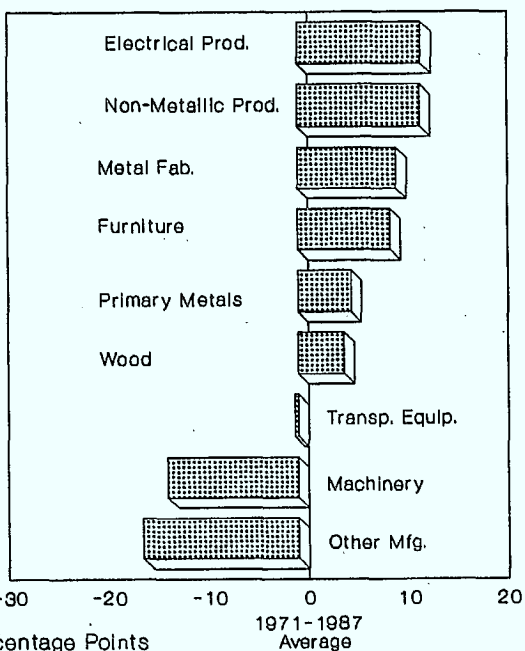 Electrical Prod.
Non-Metallic Prod.
Metal Fab.
Furniture
Primary Metals
Wood
Transp. Equip.
Machinery
Other Mfg.
-30 -20 -10 0 10 20
1971-1987
centage Points Average